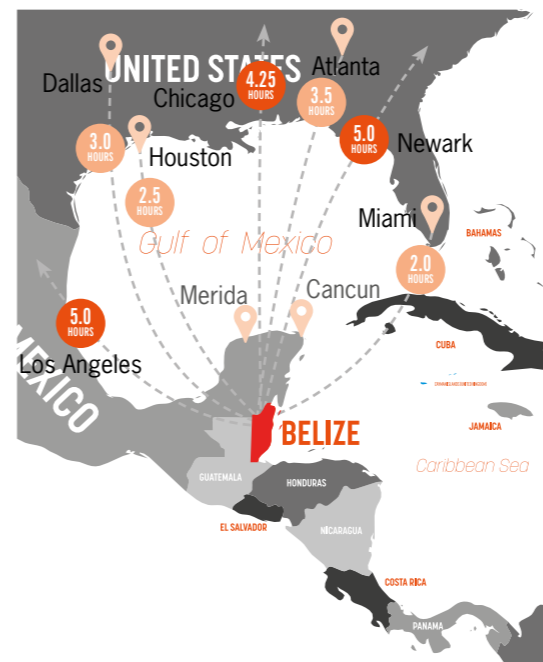 UNITED STATES
Dallas
Atlanta
Chicago
4.25
HOURS
3.5
HOURS
3.0
HOURS
Houston
5.0
HOURS
Newark
2.5
HOURS
Miami
Gulf of Mexico
BAHAMAS
2.0
HOURS
Merida
Cancun
5.0
HOURS
Los Angeles
MEXICO
CUBA
JAMAICA
BELIZE
Caribbean Sea
GUATEMALA
HONDURAS
EL SALVADOR
NICARAGUA
COSTA RICA
PANAMA